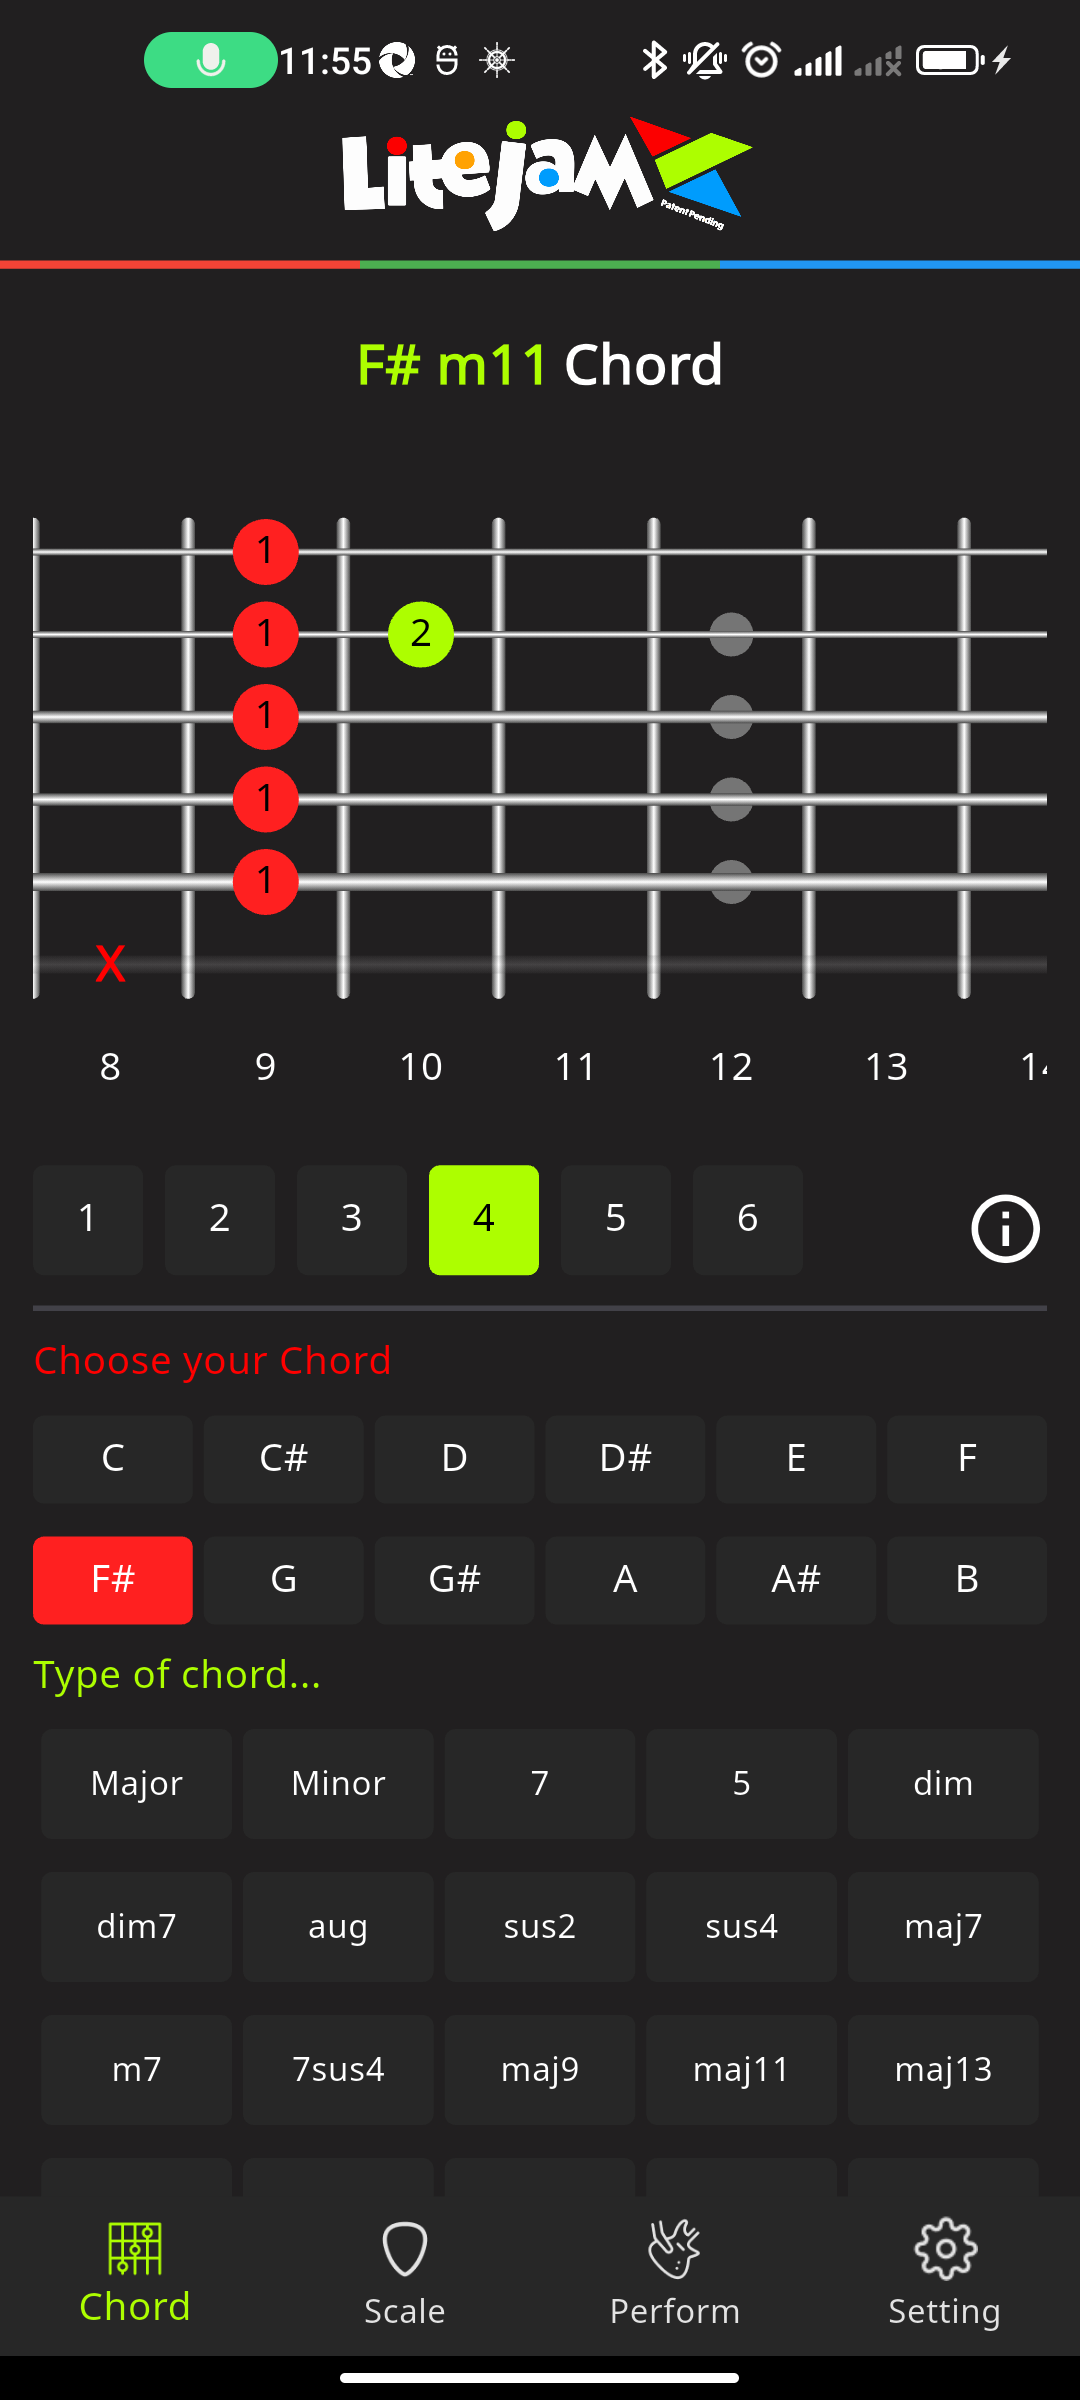 11:55
Litejam
Patent Pending
F# m11 Chord
1
1 2
1
1
1
X
8 9 10 11 12 13 14
1 2 3 4 5 6
Choose your Chord
C C# D D# E F
F# G G# A A# B
Type of chord...
Major Minor 7 5 dim
dim7 aug sus2 sus4 maj7
m7 7sus4 maj9 maj11 maj13
Chord Scale Perform Setting